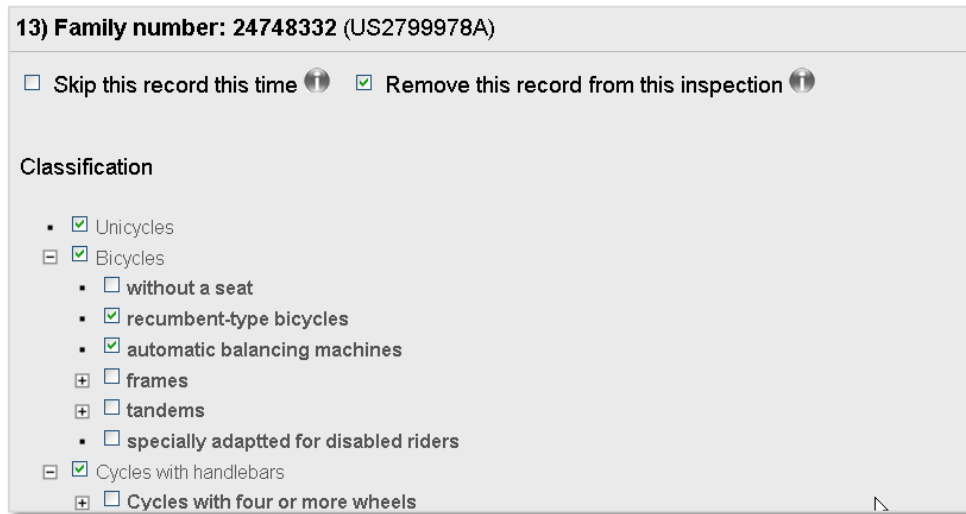 13) Family number: 24748332 (US2799978A)
Skip this record this time Remove this record from this inspection
Classification
Unicycles
Bicycles
without a seat
recumbent-type bicycles
automatic balancing machines
frames
tandems
specially adaptted for disabled riders
Cycles with handlebars
Cycles with four or more wheels